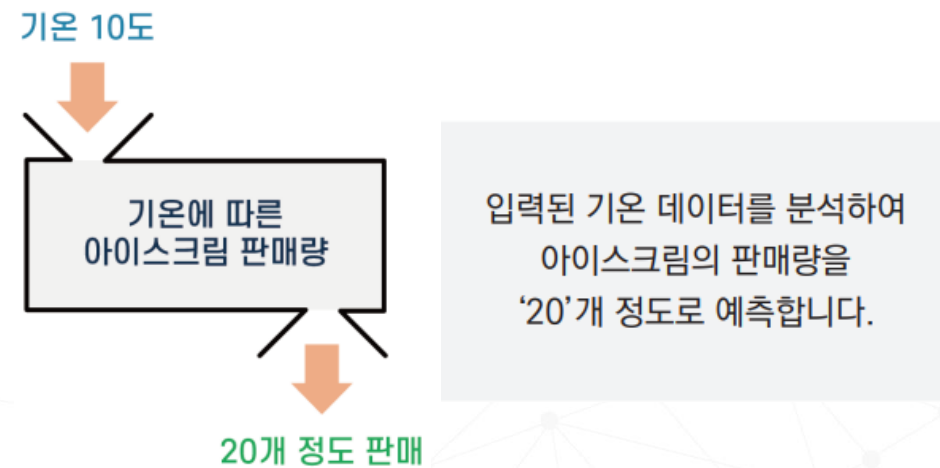 기온 10도
기온에 따른
아이스크림 판매량
20개 정도 판매
입력된 기온 데이터를 분석하여
아이스크림의 판매량을
‘20’개 정도로 예측합니다.